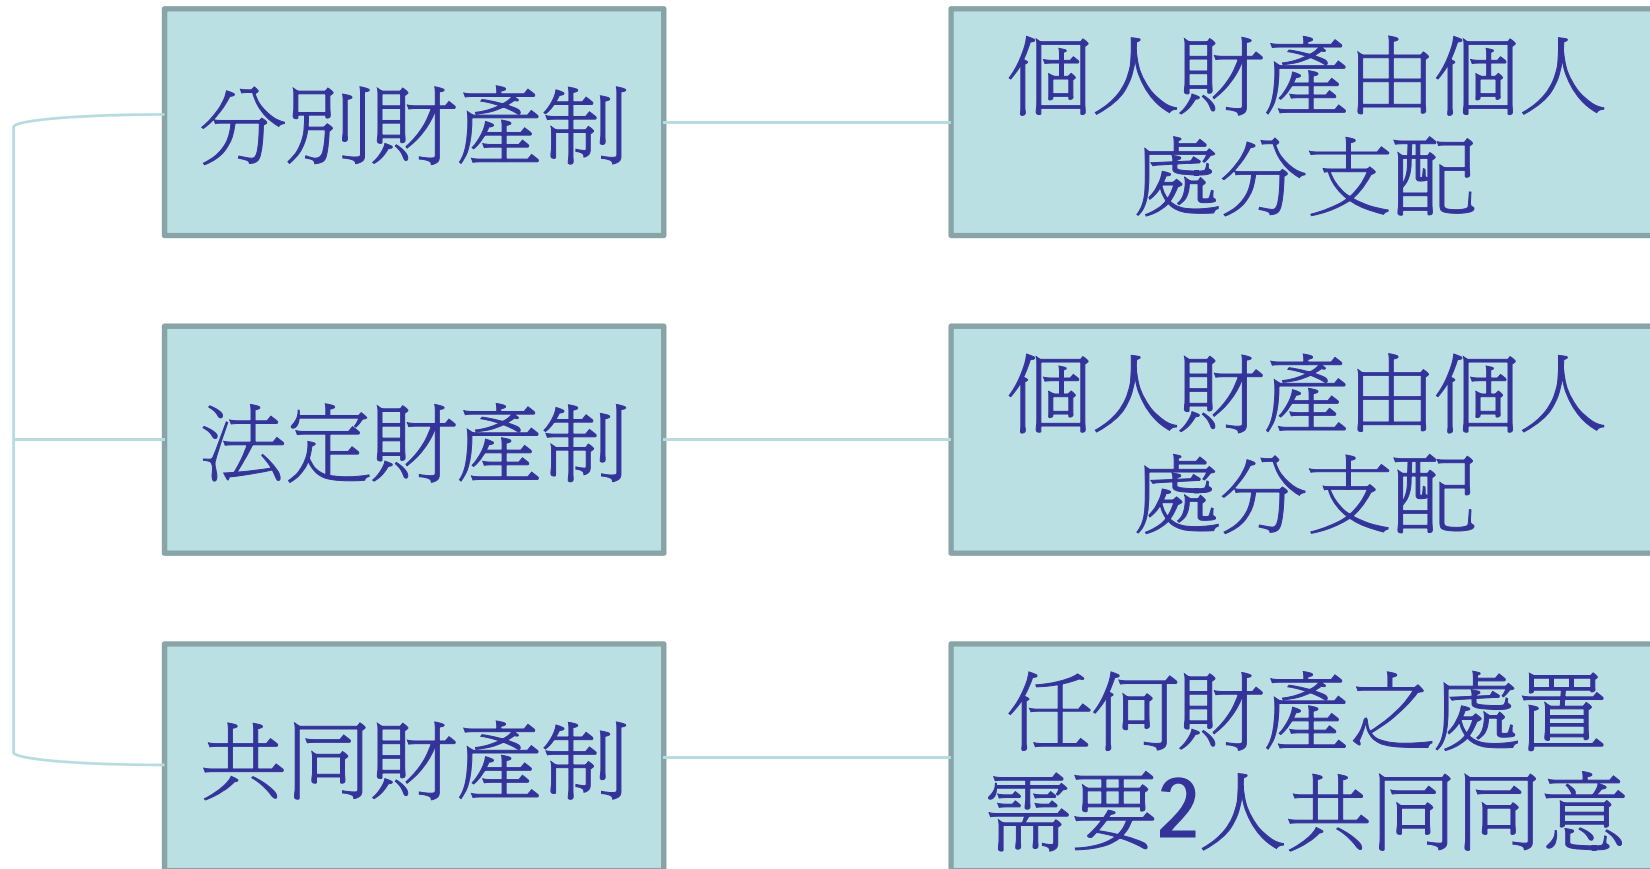 分別財產制
個人財產由個人
處分支配
法定財產制
個人財產由個人
處分支配
共同財產制
任何財產之處置
需要2人共同同意